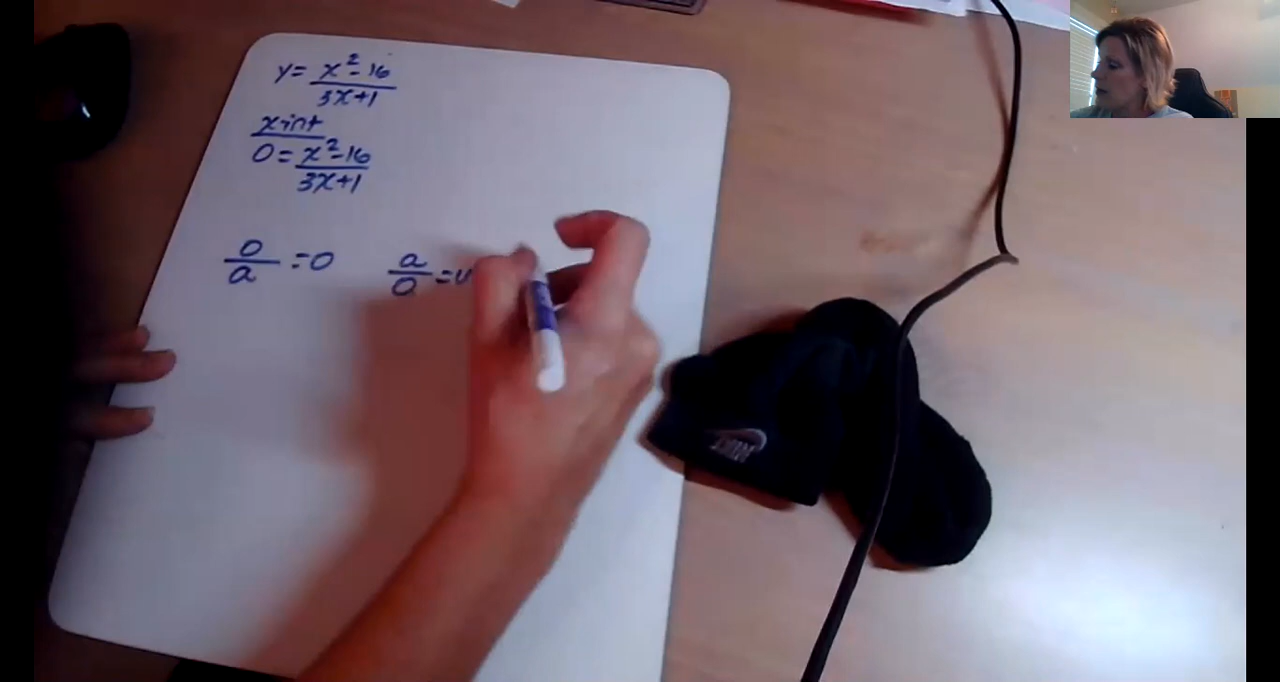 y = x² - 16 / 3x + 1
x int
0 = x² - 16 / 3x + 1
0 / a = 0
a / 0 = u